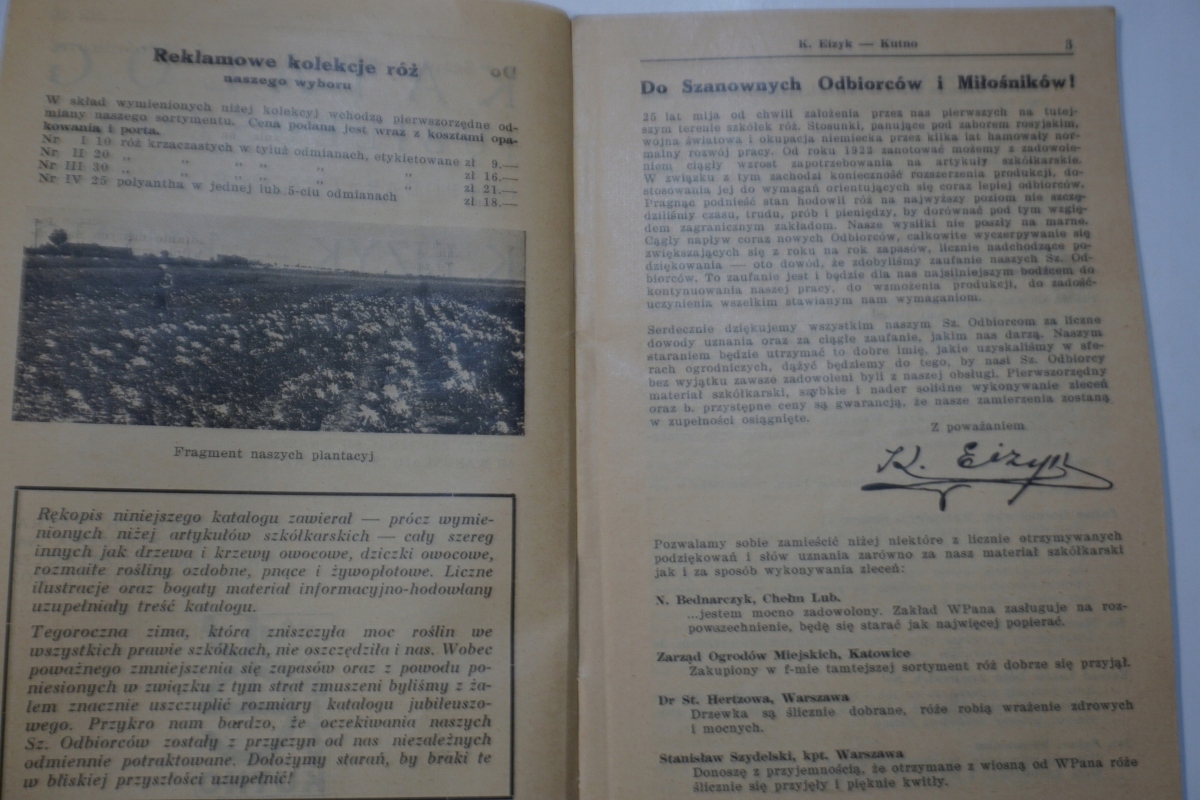 Reklamowe kolekcje róż
naszego wyboru
W skład wymienionych niżej kolekcyj wchodzą pierwszorzędne od-
miany naszego sortymentu. Cena podana jest wraz z kosztami opa-
kowania i porta.
Nr I 10 róż krzaczastych w tyluż odmianach, etykietowane zł 9.—
Nr II 20 „ „ „ „ „ „ zł 16.—
Nr III 30 „ „ „ „ „ „ zł 21.—
Nr IV 25 polyantha w jednej lub 5-ciu odmianach zł 18.—
Fragment naszych plantacyj
Rękopis niniejszego katalogu zawierał — prócz wymie-
nionych niżej artykułów szkółkarskich — cały szereg
innych jak drzewa i krzewy owocowe, dziczki owocowe,
rozmaite rośliny ozdobne, pnące i żywopłotowe. Liczne
ilustracje oraz bogaty materiał informacyjno-hodowlany
uzupełniały treść katalogu.
Tegoroczna zima, która zniszczyła moc roślin we
wszystkich prawie szkółkach, nie oszczędziła i nas. Wobec
poważnego zmniejszenia się zapasów oraz z powodu po-
niesionych w związku z tym strat zmuszeni byliśmy z ża-
lem znacznie uszczuplić rozmiary katalogu jubileuszo-
wego. Przykro nam bardzo, że oczekiwania naszych
Sz. Odbiorców zostały z przyczyn od nas niezależnych
odmiennie potraktowane. Dołożymy starań, by braki te
w bliskiej przyszłości uzupełnić!
K. Eizyk — Kutno 3
Do Szanownych Odbiorców i Miłośników!
25 lat mija od chwili założenia przez nas pierwszych na tutej-
szym terenie szkółek róż. Stosunki, panujące pod zaborem rosyjskim,
wojna światowa i okupacja niemiecka przez kilka lat hamowały nor-
malny rozwój pracy. Od roku 1922 zanotować możemy z zadowole-
niem ciągły wzrost zapotrzebowania na artykuły szkółkarskie.
W związku z tym zachodzi konieczność rozszerzenia produkcji, do-
stosowania jej do wymagań orientujących się coraz lepiej odbiorców.
Pragnąc podnieść stan hodowli róż na najwyższy poziom nie szczę-
dziliśmy czasu, trudu, prób i pieniędzy, by dorównać pod tym wzglę-
dem zagranicznym zakładom. Nasze wysiłki nie poszły na marne.
Ciągły napływ coraz nowych Odbiorców, całkowite wyczerpywanie się
zwiększających się z roku na rok zapasów, licznie nadchodzące po-
dziękowania — oto dowód, że zdobyliśmy zaufanie naszych Sz. Od-
biorców. To zaufanie jest i będzie dla nas najsilniejszym bodźcem do
kontynuowania naszej pracy, do wzmożenia produkcji, do zadość-
uczynienia wszelkim stawianym nam wymaganiom.
Serdecznie dziękujemy wszystkim naszym Sz. Odbiorcom za liczne
dowody uznania oraz za ciągłe zaufanie, jakim nas darzą. Naszym
staraniem będzie utrzymać to dobre imię, jakie uzyskaliśmy w sfe-
rach ogrodniczych, dążyć będziemy do tego, by nasi Sz. Odbiorcy
bez wyjątku zawsze zadowoleni byli z naszej obsługi. Pierwszorzędny
materiał szkółkarski, szybkie i nader solidne wykonywanie zleceń
oraz b. przystępne ceny są gwarancją, że nasze zamierzenia zostaną
w zupełności osiągnięte.
Z poważaniem
K. Eizyk
Pozwalamy sobie zamieścić niżej niektóre z licznie otrzymywanych
podziękowań i słów uznania zarówno za nasz materiał szkółkarski
jak i za sposób wykonywania zleceń:
N. Bednarczyk, Chełm Lub.
...jestem mocno zadowolony. Zakład WPana zasługuje na roz-
powszechnienie, będę się starać jak najwięcej popierać.
Zarząd Ogrodów Miejskich, Katowice
Zakupiony w f-mie tamtejszej sortyment róż dobrze się przyjął.
Dr St. Hertzowa, Warszawa
Drzewka są ślicznie dobrane, róże robią wrażenie zdrowych
i mocnych.
Stanisław Szydelski, kpt. Warszawa
Donoszę z przyjemnością, że otrzymane z wiosną od WPana róże
ślicznie się przyjęły i pięknie kwitły.